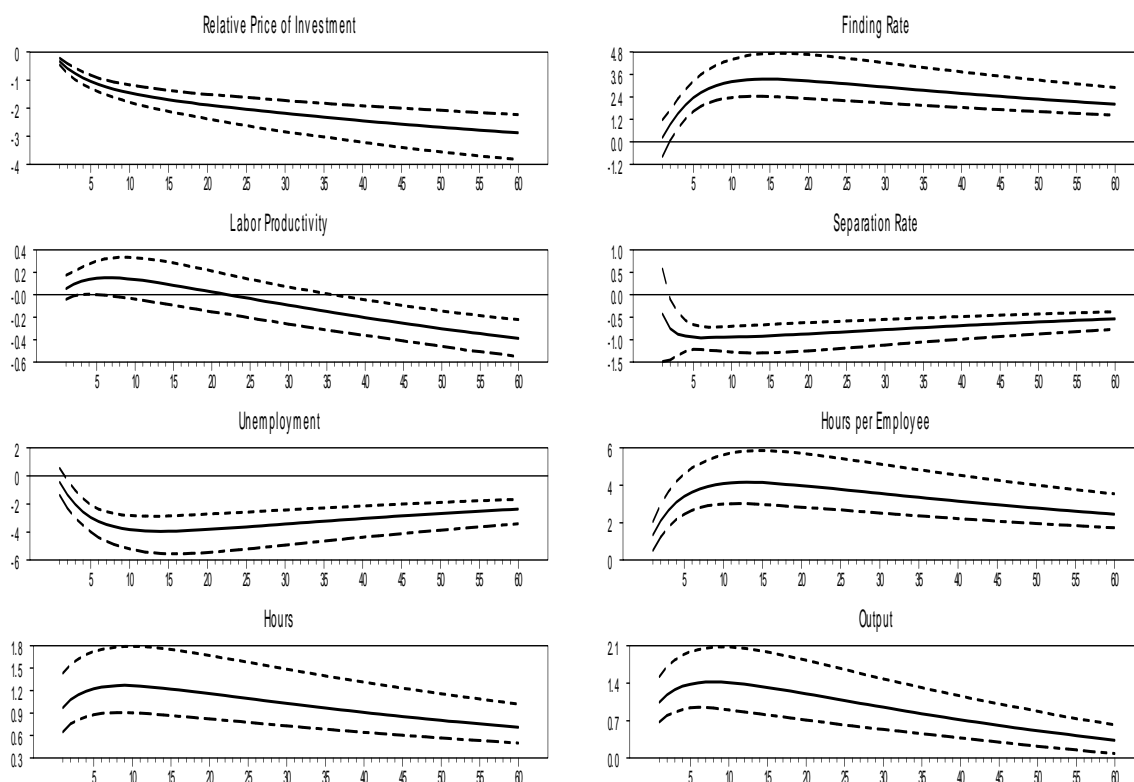 Relative Price of Investment
0
-1
-2
-3
-4
5 10 15 20 25 30 35 40 45 50 55 60
Finding Rate
4.8
3.6
2.4
1.2
0.0
-1.2
5 10 15 20 25 30 35 40 45 50 55 60
Labor Productivity
0.4
0.2
-0.0
-0.2
-0.4
-0.6
5 10 15 20 25 30 35 40 45 50 55 60
Separation Rate
1.0
0.5
0.0
-0.5
-1.0
-1.5
5 10 15 20 25 30 35 40 45 50 55 60
Unemployment
2
0
-2
-4
-6
5 10 15 20 25 30 35 40 45 50 55 60
Hours per Employee
6
4
2
0
5 10 15 20 25 30 35 40 45 50 55 60
Hours
1.8
1.5
1.2
0.9
0.6
0.3
5 10 15 20 25 30 35 40 45 50 55 60
Output
2.1
1.4
0.7
0.0
5 10 15 20 25 30 35 40 45 50 55 60